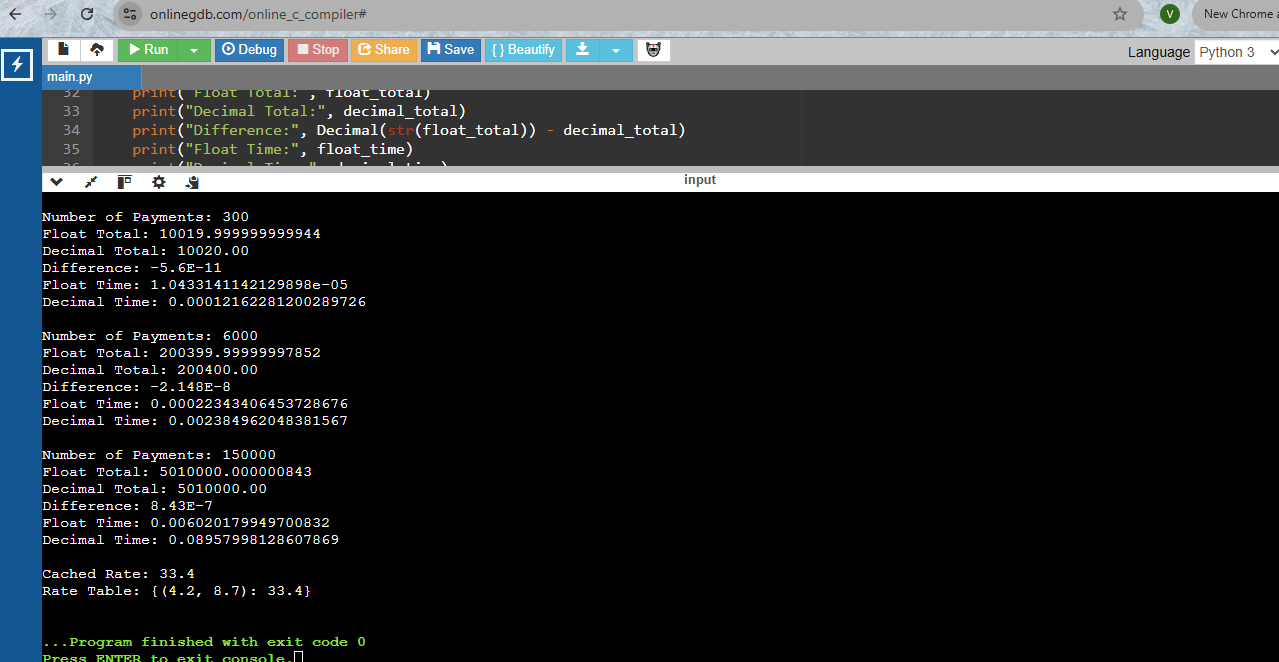 onlinegdb.com/online_c_compiler#
V
New Chrome a
Run
Debug
Stop
Share
Save
{ } Beautify
Language Python 3
main.py
32 print("Float Total:", float_total)
33 print("Decimal Total:", decimal_total)
34 print("Difference:", Decimal(str(float_total)) - decimal_total)
35 print("Float Time:", float_time)
input
Number of Payments: 300
Float Total: 10019.999999999944
Decimal Total: 10020.00
Difference: -5.6E-11
Float Time: 1.0433141142129898e-05
Decimal Time: 0.00012162281200289726
Number of Payments: 6000
Float Total: 200399.99999997852
Decimal Total: 200400.00
Difference: -2.148E-8
Float Time: 0.00022343406453728676
Decimal Time: 0.002384962048381567
Number of Payments: 150000
Float Total: 5010000.000000843
Decimal Total: 5010000.00
Difference: 8.43E-7
Float Time: 0.006020179949700832
Decimal Time: 0.08957998128607869
Cached Rate: 33.4
Rate Table: {(4.2, 8.7): 33.4}
...Program finished with exit code 0
Press ENTER to exit console.